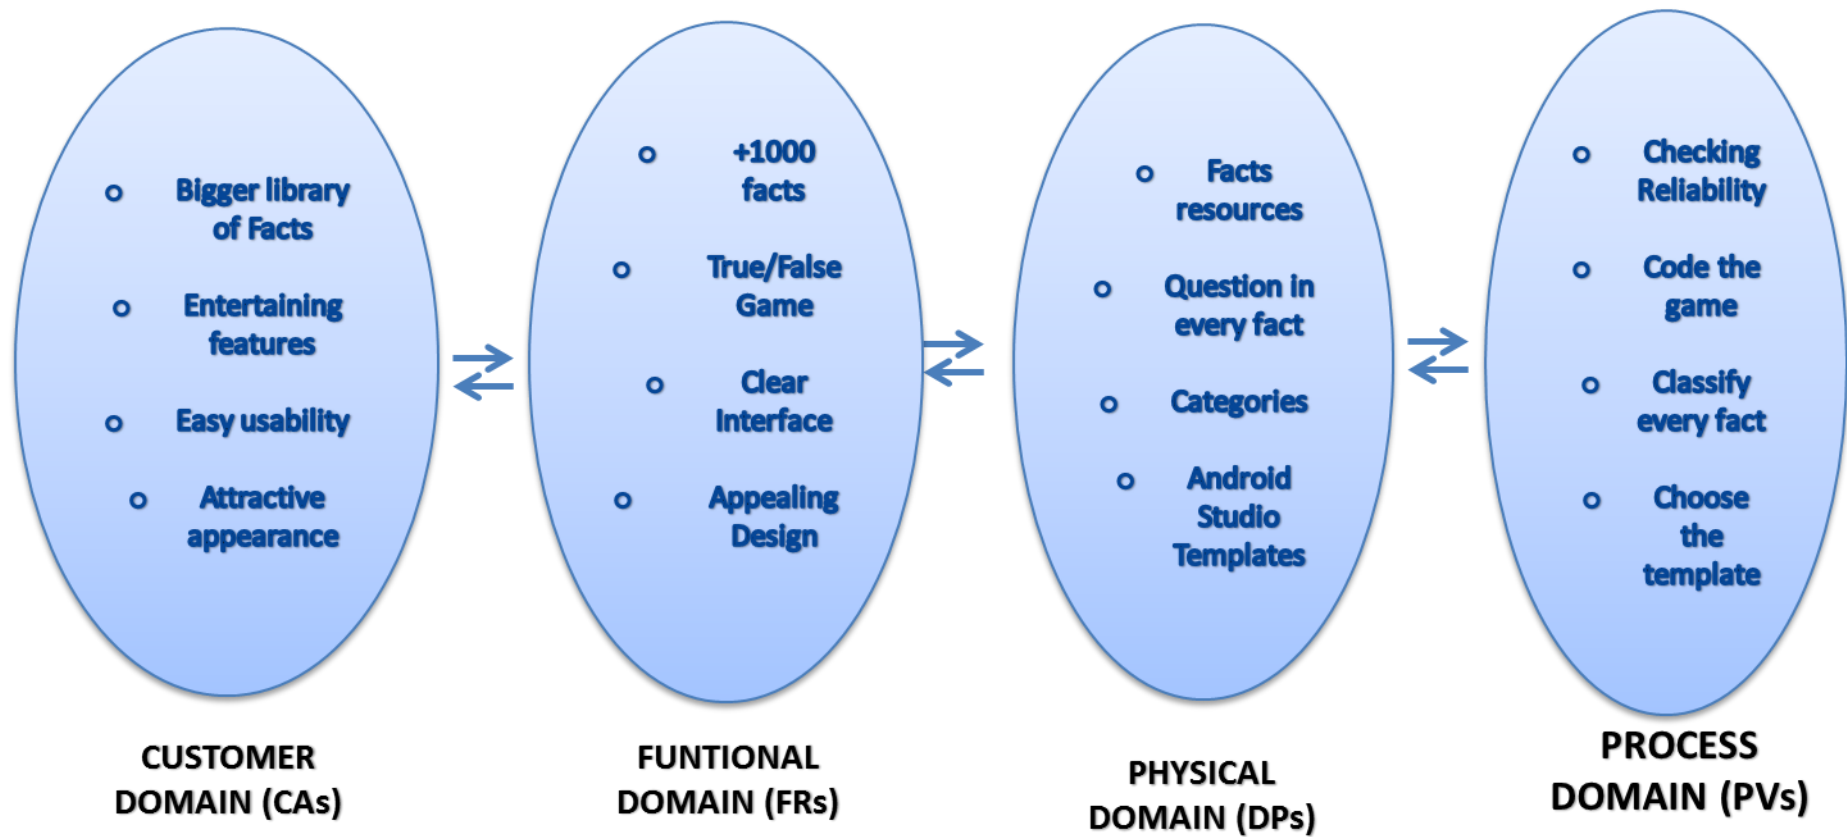 Bigger library
of Facts
Entertaining
features
Easy usability
Attractive
appearance
CUSTOMER
DOMAIN (CAs)
+1000
facts
True/False
Game
Clear
Interface
Appealing
Design
FUNTIONAL
DOMAIN (FRs)
Facts
resources
Question in
every fact
Categories
Android
Studio
Templates
PHYSICAL
DOMAIN (DPs)
Checking
Reliability
Code the
game
Classify
every fact
Choose
the
template
PROCESS
DOMAIN (PVs)